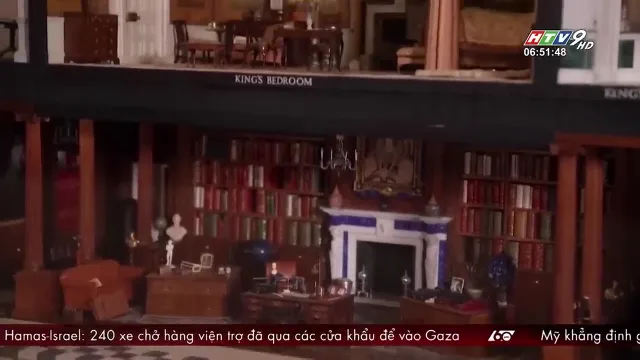 HTV9 HD
06:51:48
KING'S BEDROOM
KING'S
Hamas-Israel: 240 xe chở hàng viện trợ đã qua các cửa khẩu để vào Gaza
Mỹ khẳng định g